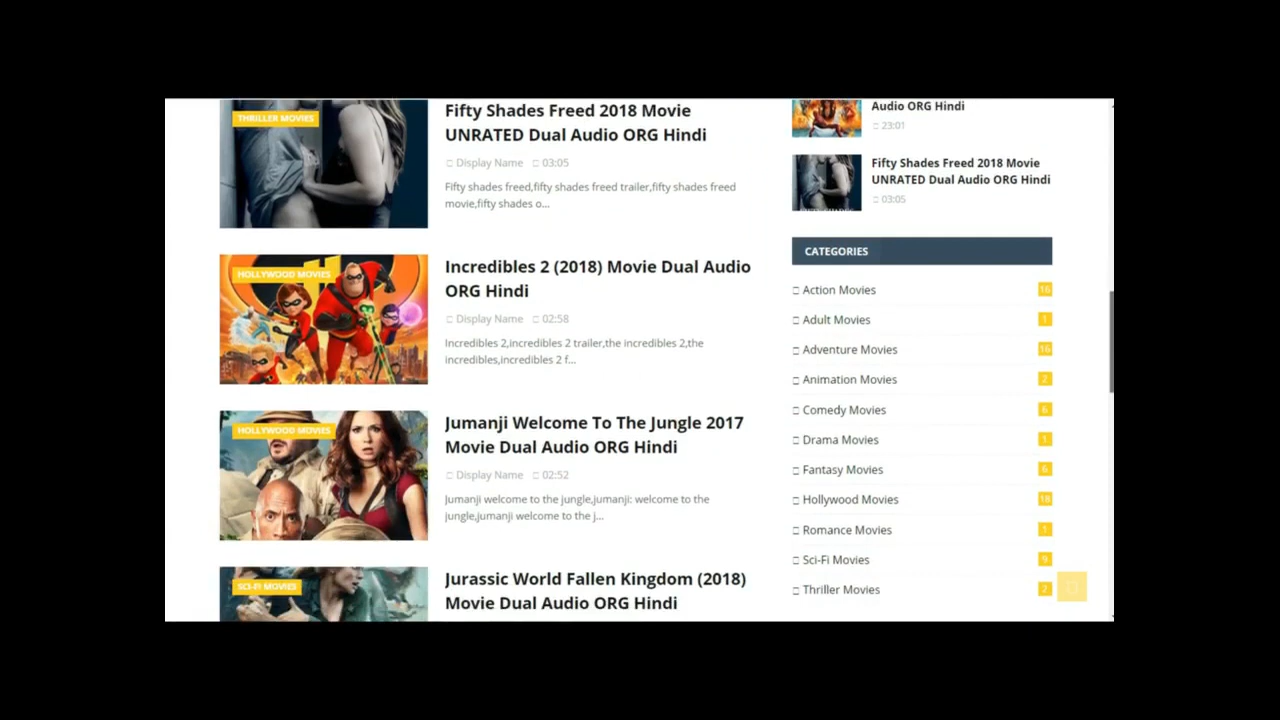 THRILLER MOVIES
Fifty Shades Freed 2018 Movie
UNRATED Dual Audio ORG Hindi
Display Name 03:05
Fifty shades freed,fifty shades freed trailer,fifty shades freed
movie,fifty shades o...
HOLLYWOOD MOVIES
Incredibles 2 (2018) Movie Dual Audio
ORG Hindi
Display Name 02:58
Incredibles 2,incredibles 2 trailer,the incredibles 2,the
incredibles,incredibles 2 f...
HOLLYWOOD MOVIES
Jumanji Welcome To The Jungle 2017
Movie Dual Audio ORG Hindi
Display Name 02:52
Jumanji welcome to the jungle,jumanji: welcome to the
jungle,jumanji welcome to the j...
SCI-FI MOVIES
Jurassic World Fallen Kingdom (2018)
Movie Dual Audio ORG Hindi
Audio ORG Hindi
23:01
Fifty Shades Freed 2018 Movie
UNRATED Dual Audio ORG Hindi
03:05
CATEGORIES
Action Movies 16
Adult Movies 1
Adventure Movies 16
Animation Movies 2
Comedy Movies 6
Drama Movies 1
Fantasy Movies 6
Hollywood Movies 18
Romance Movies 1
Sci-Fi Movies 9
Thriller Movies 2